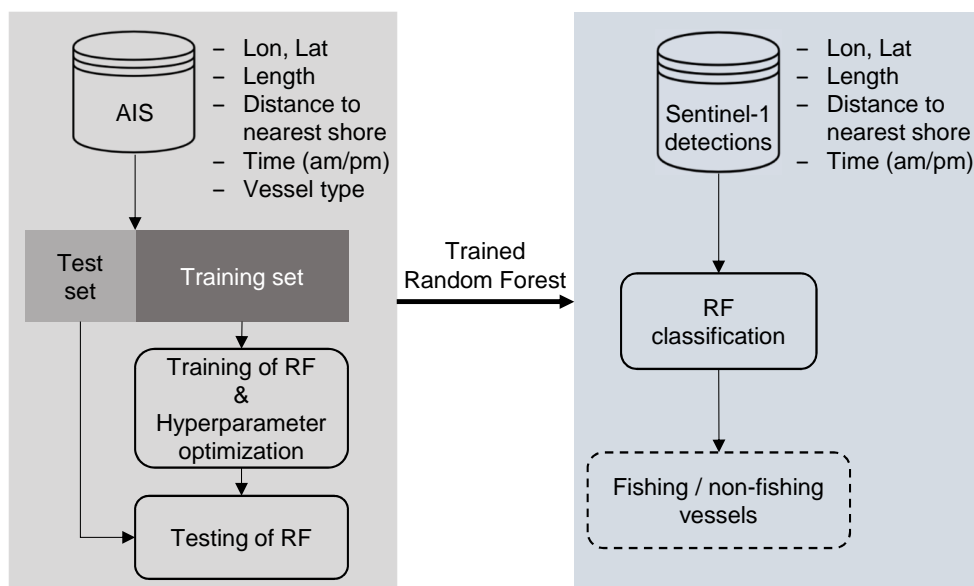 AIS
– Lon, Lat
– Length
– Distance to
nearest shore
– Time (am/pm)
– Vessel type
Test
set
Training set
Training of RF
&
Hyperparameter
optimization
Testing of RF
Trained
Random Forest
Sentinel-1
detections
– Lon, Lat
– Length
– Distance to
nearest shore
– Time (am/pm)
RF
classification
Fishing / non-fishing
vessels